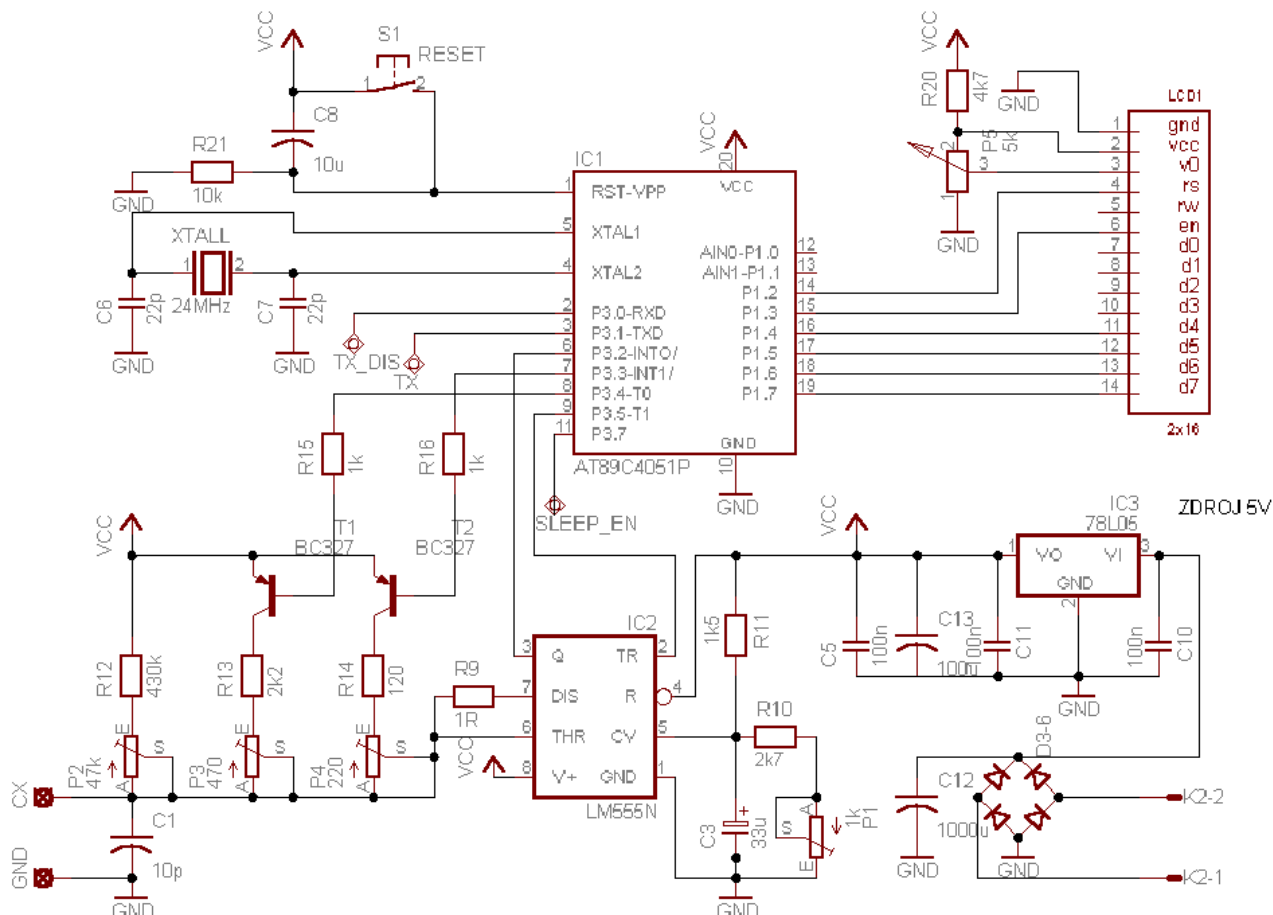 VCC
S1
RESET
1
2
C8
10u
R21
10k
GND
XTALL
1
2
24MHz
C6
22p
C7
22p
GND
GND
TX_DIS
TX
IC1
VCC
20
VCC
1
RST-VPP
5
XTAL1
4
XTAL2
2
P3.0-RXD
3
P3.1-TXD
6
P3.2-INT0/
7
P3.3-INT1/
8
P3.4-T0
9
P3.5-T1
11
P3.7
AIN0-P1.0
12
AIN1-P1.1
13
P1.2
14
P1.3
15
P1.4
16
P1.5
17
P1.6
18
P1.7
19
GND
10
AT89C4051P
GND
SLEEP_EN
VCC
R20
4k7
GND
P5
5k
2
3
1
GND
LCD1
1
gnd
2
vcc
3
v0
4
rs
5
rw
6
en
7
d0
8
d1
9
d2
10
d3
11
d4
12
d5
13
d6
14
d7
2x16
R15
1k
R16
1k
VCC
T1
BC327
T2
BC327
R12
430k
R13
2k2
R14
120
P2
47k
E
S
A
P3
470
E
S
A
P4
220
E
S
A
CX
GND
C1
10p
GND
R9
1R
VCC
IC2
3
Q
7
DIS
6
THR
8
V+
TR
2
R
4
CV
5
GND
1
LM555N
1k5
R11
R10
2k7
C3
+
33u
A
S
E
1k
P1
GND
VCC
C5
100n
C13
100u
100n
C11
IC3
78L05
ZDROJ 5V
1
VO
VI
3
GND
2
100n
C10
GND
D3-6
C12
1000u
GND
GND
K2-2
K2-1